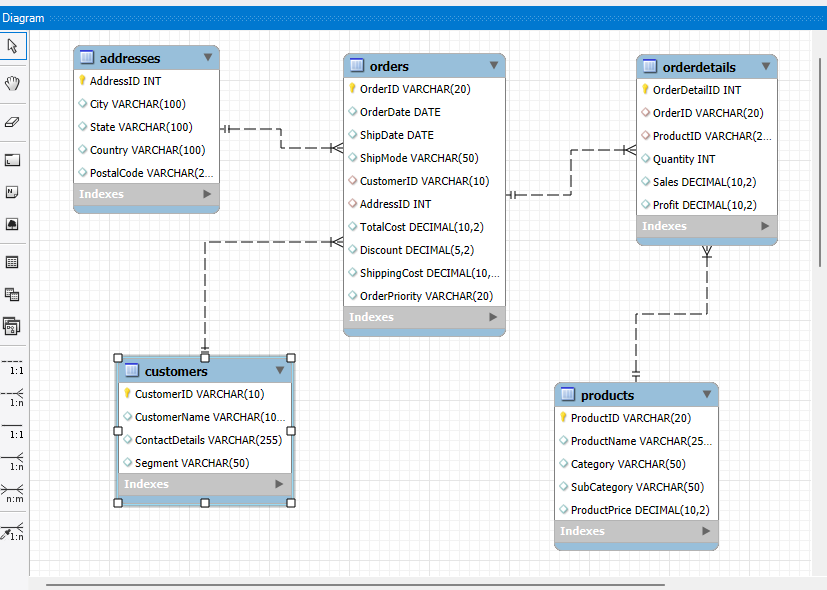 Diagram
addresses
AddressID INT
City VARCHAR(100)
State VARCHAR(100)
Country VARCHAR(100)
PostalCode VARCHAR(2...
Indexes
orders
OrderID VARCHAR(20)
OrderDate DATE
ShipDate DATE
ShipMode VARCHAR(50)
CustomerID VARCHAR(10)
AddressID INT
TotalCost DECIMAL(10,2)
Discount DECIMAL(5,2)
ShippingCost DECIMAL(10,...
OrderPriority VARCHAR(20)
Indexes
orderdetails
OrderDetailID INT
OrderID VARCHAR(20)
ProductID VARCHAR(2...
Quantity INT
Sales DECIMAL(10,2)
Profit DECIMAL(10,2)
Indexes
customers
CustomerID VARCHAR(10)
CustomerName VARCHAR(10...
ContactDetails VARCHAR(255)
Segment VARCHAR(50)
Indexes
products
ProductID VARCHAR(20)
ProductName VARCHAR(25...
Category VARCHAR(50)
SubCategory VARCHAR(50)
ProductPrice DECIMAL(10,2)
Indexes
1:1
1:n
1:1
1:n
n:m
1:n